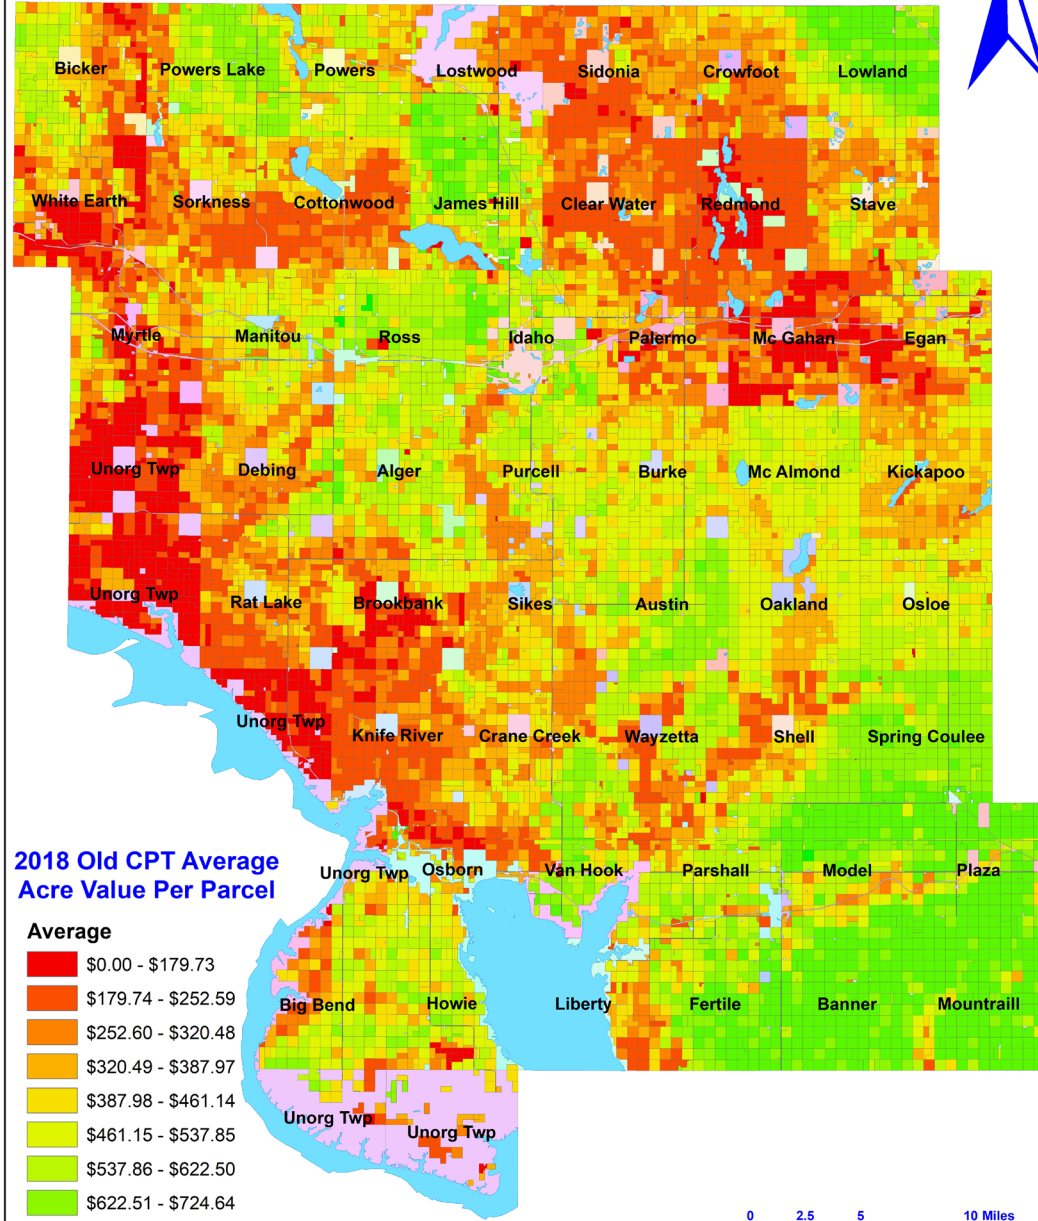 Bicker
Powers Lake
Powers
Lostwood
Sidonia
Crowfoot
Lowland
White Earth
Sorkness
Cottonwood
James Hill
Clear Water
Redmond
Stave
Myrtle
Manitou
Ross
Idaho
Palermo
Mc Gahan
Egan
Unorg Twp
Debing
Alger
Purcell
Burke
Mc Almond
Kickapoo
Unorg Twp
Rat Lake
Brookbank
Sikes
Austin
Oakland
Osloe
Unorg Twp
Knife River
Crane Creek
Wayzetta
Shell
Spring Coulee
Unorg Twp
Osborn
Van Hook
Parshall
Model
Plaza
Big Bend
Howie
Liberty
Fertile
Banner
Mountraill
Unorg Twp
Unorg Twp
2018 Old CPT Average
Acre Value Per Parcel
Average
$0.00 - $179.73
$179.74 - $252.59
$252.60 - $320.48
$320.49 - $387.97
$387.98 - $461.14
$461.15 - $537.85
$537.86 - $622.50
$622.51 - $724.64
0 2.5 5 10 Miles